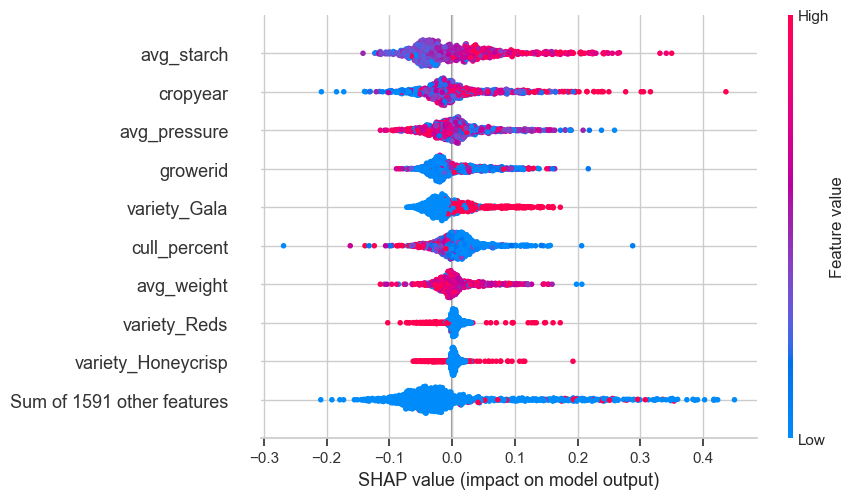 High
avg_starch
cropyear
avg_pressure
growerid
variety_Gala
cull_percent
avg_weight
variety_Reds
variety_Honeycrisp
Sum of 1591 other features
Feature value
Low
−0.3 −0.2 −0.1 0.0 0.1 0.2 0.3 0.4
SHAP value (impact on model output)